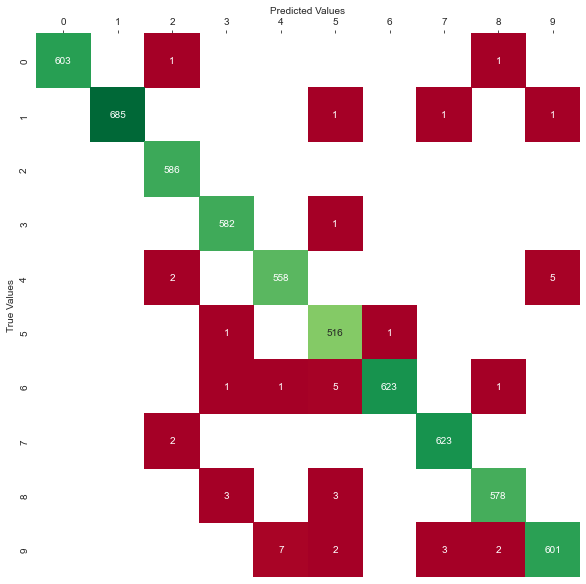 Predicted Values
0 1 2 3 4 5 6 7 8 9
0 603 1 1
1 685 1 1 1
2 586
3 582 1
4 2 558 5
True Values
5 1 516 1
6 1 1 5 623 1
7 2 623
8 3 3 578
9 7 2 3 2 601